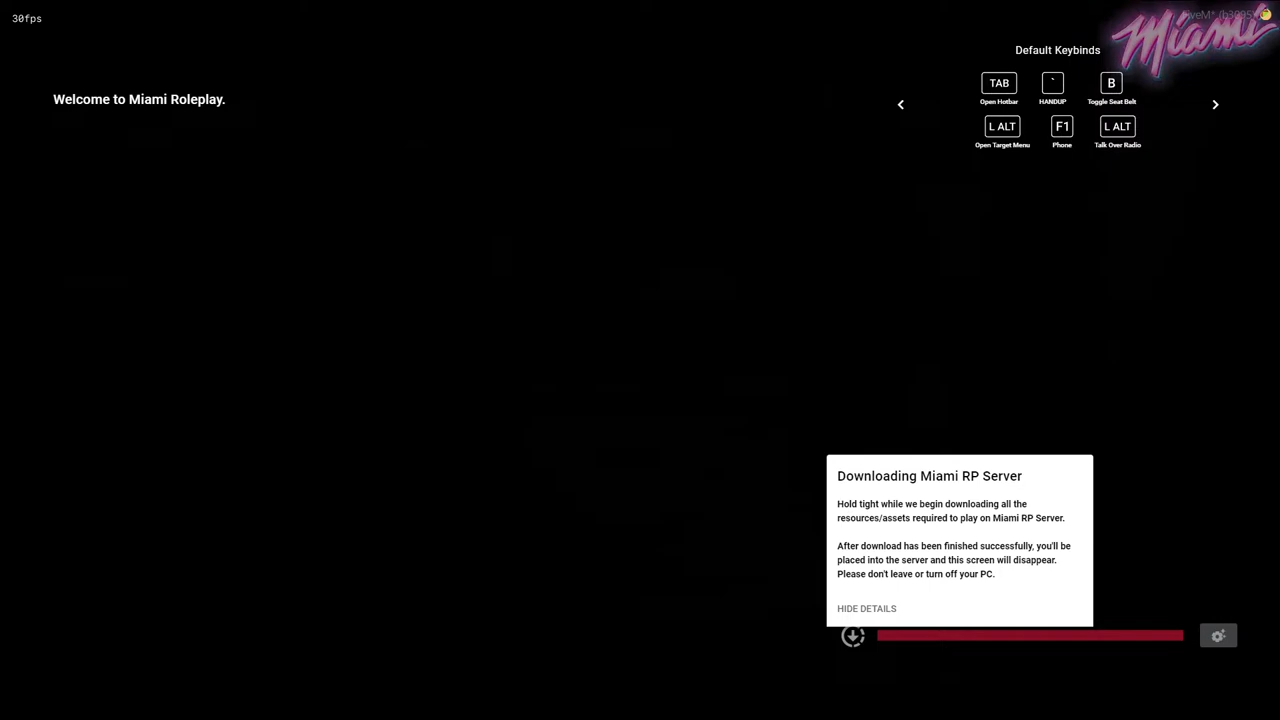 30fps
FiveM* (b3095)
Miami
Default Keybinds
Welcome to Miami Roleplay.
TAB
`
B
Open Hotbar
HANDUP
Toggle Seat Belt
L ALT
F1
L ALT
Open Target Menu
Phone
Talk Over Radio
Downloading Miami RP Server
Hold tight while we begin downloading all the
resources/assets required to play on Miami RP Server.
After download has been finished successfully, you'll be
placed into the server and this screen will disappear.
Please don't leave or turn off your PC.
HIDE DETAILS